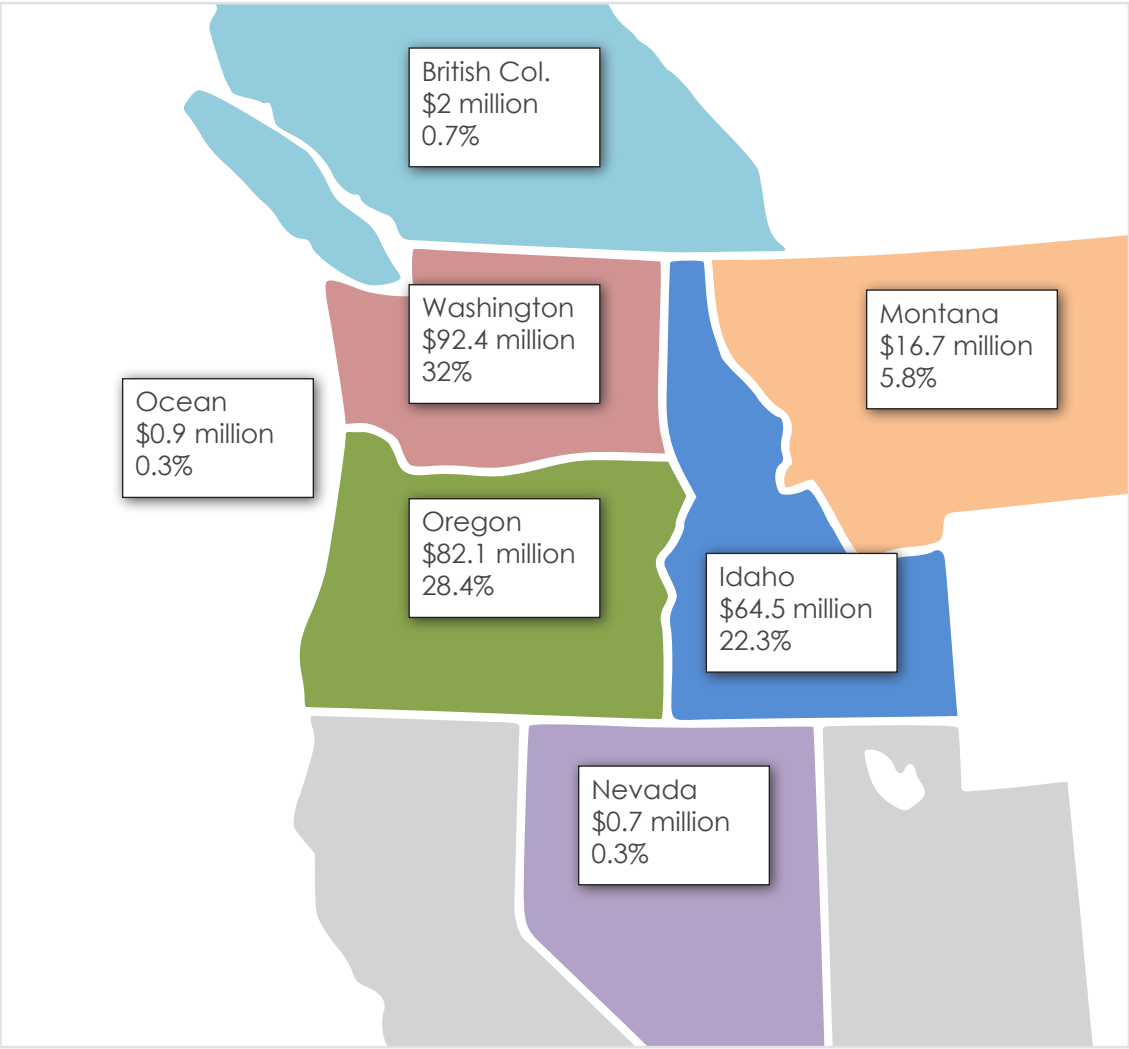 British Col.
$2 million
0.7%
Washington
$92.4 million
32%
Montana
$16.7 million
5.8%
Ocean
$0.9 million
0.3%
Oregon
$82.1 million
28.4%
Idaho
$64.5 million
22.3%
Nevada
$0.7 million
0.3%